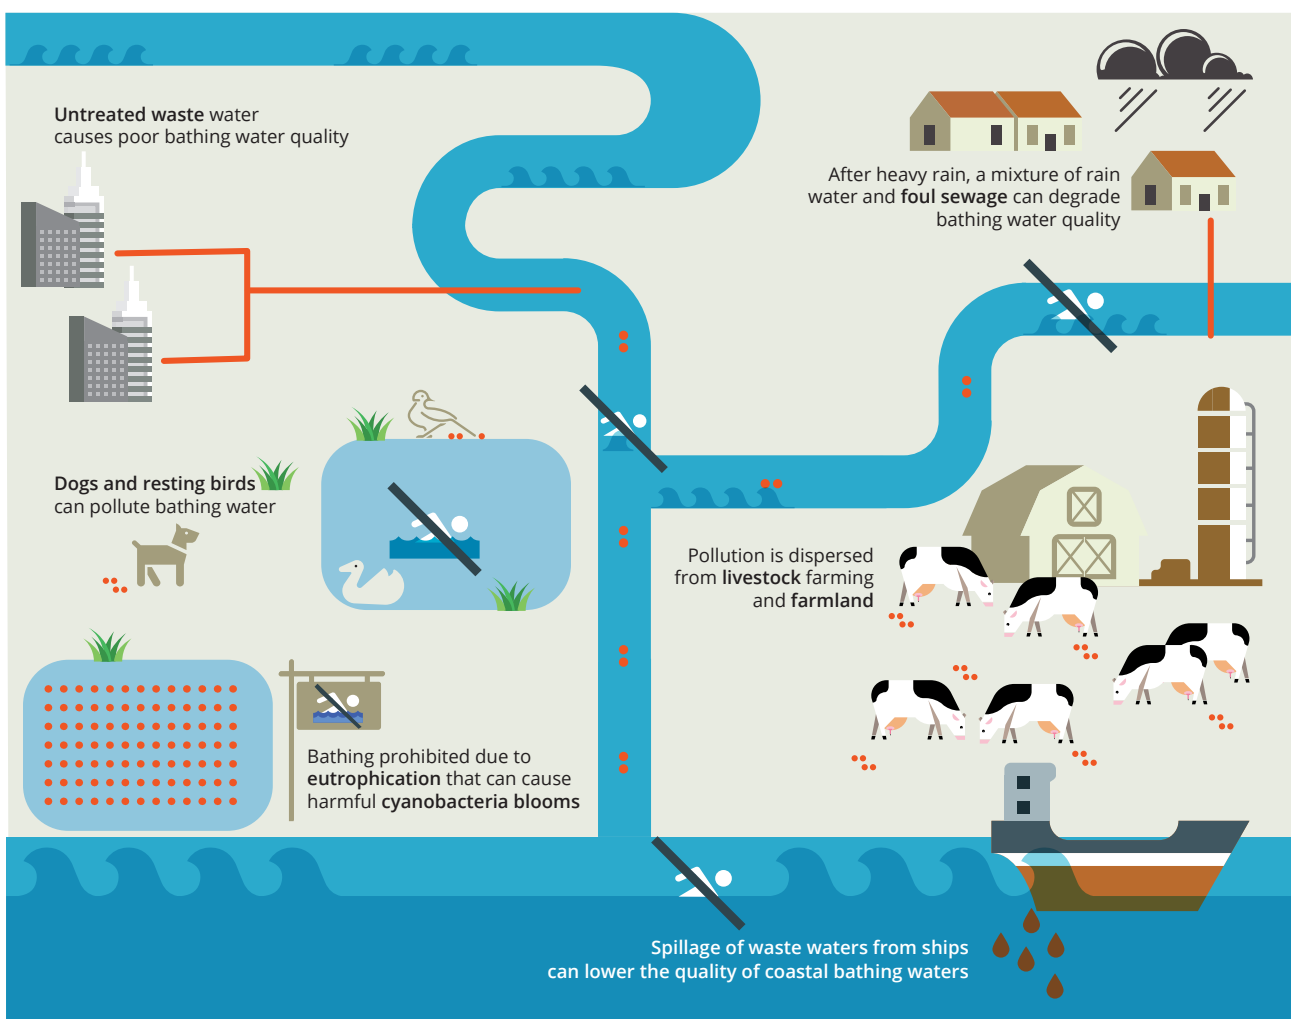 Untreated waste water
causes poor bathing water quality
After heavy rain, a mixture of rain
water and foul sewage can degrade
bathing water quality
Dogs and resting birds
can pollute bathing water
Pollution is dispersed
from livestock farming
and farmland
Bathing prohibited due to
eutrophication that can cause
harmful cyanobacteria blooms
Spillage of waste waters from ships
can lower the quality of coastal bathing waters